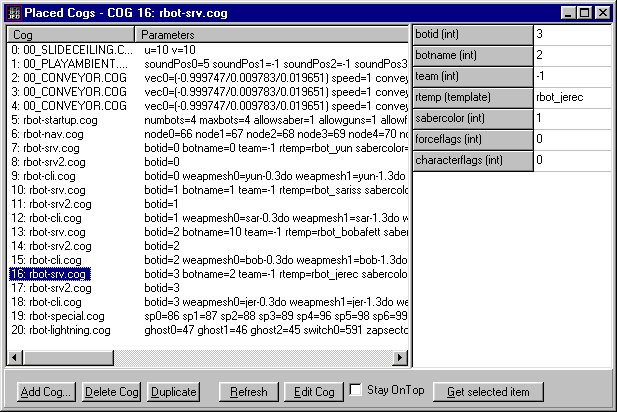 Placed Cogs - COG 16: rbot-srv.cog
Cog Parameters
0: 00_SLIDECEILING.C... u=10 v=10
1: 00_PLAYAMBIENT.... soundPos0=5 soundPos1=-1 soundPos2=-1 soundPos3
2: 00_CONVEYOR.COG vec0=(-0.999747/0.009783/0.019651) speed=1 convey
3: 00_CONVEYOR.COG vec0=(-0.999747/0.009783/0.019651) speed=1 convey
4: 00_CONVEYOR.COG vec0=(-0.999747/0.009783/0.019651) speed=1 convey
5: rbot-startup.cog numbots=4 maxbots=4 allowsaber=1 allowguns=1 allowf
6: rbot-nav.cog node0=66 node1=67 node2=68 node3=69 node4=70 no
7: rbot-srv.cog botid=0 botname=0 team=-1 rtemp=rbot_yun sabercolor=
8: rbot-srv2.cog botid=0
9: rbot-cli.cog botid=0 weapmesh0=yun-0.3do weapmesh1=yun-1.3do
10: rbot-srv.cog botid=1 botname=1 team=-1 rtemp=rbot_sariss sabercol
11: rbot-srv2.cog botid=1
12: rbot-cli.cog botid=1 weapmesh0=sar-0.3do weapmesh1=sar-1.3do w
13: rbot-srv.cog botid=2 botname=10 team=-1 rtemp=rbot_bobafett saber
14: rbot-srv2.cog botid=2
15: rbot-cli.cog botid=2 weapmesh0=bob-0.3do weapmesh1=bob-1.3do
16: rbot-srv.cog botid=3 botname=2 team=-1 rtemp=rbot_jerec sabercolo
17: rbot-srv2.cog botid=3
18: rbot-cli.cog botid=3 weapmesh0=jer-0.3do weapmesh1=jer-1.3do we
19: rbot-special.cog sp0=86 sp1=87 sp2=88 sp3=89 sp4=96 sp5=98 sp6=99
20: rbot-lightning.cog ghost0=47 ghost1=46 ghost2=45 switch0=591 zapsecto
botid (int) 3
botname (int) 2
team (int) -1
rtemp (template) rbot_jerec
sabercolor (int) 1
forceflags (int) 0
characterflags (int) 0
Add Cog... Delete Cog Duplicate Refresh Edit Cog Stay OnTop Get selected item